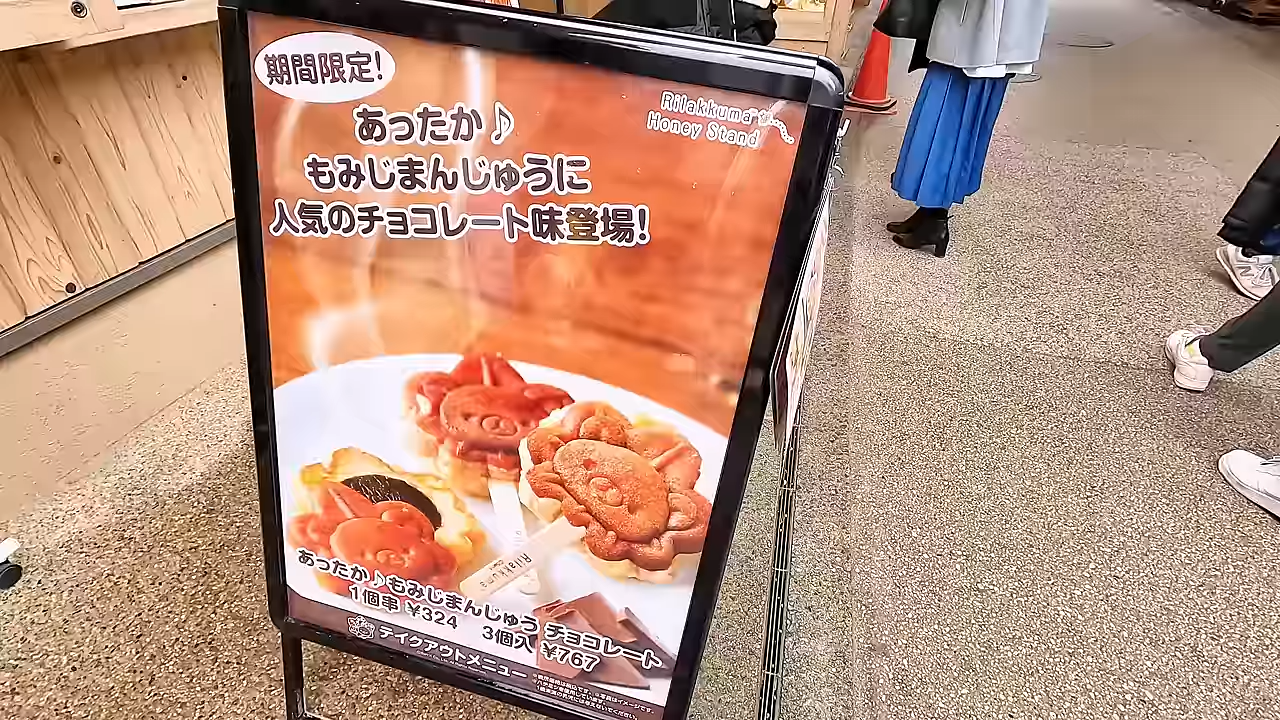 期間限定!
Rilakkuma
Honey Stand
あったか♪
もみじまんじゅうに
人気のチョコレート味登場!
Rilakkuma
あったか♪もみじまんじゅう チョコレート
1個串 ¥324 3個入 ¥767
テイクアウトメニュー